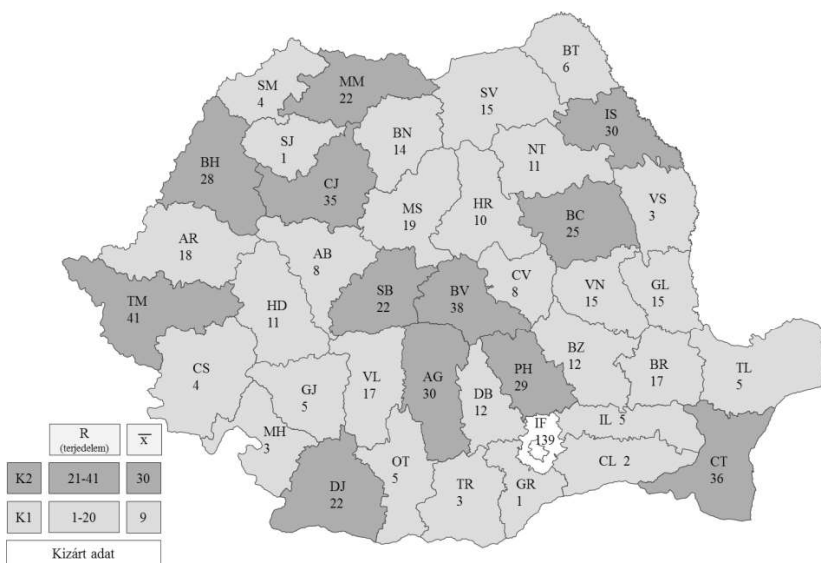 BT
6
SM
4
MM
22
SV
15
IS
30
BN
14
SJ
1
NT
11
BH
28
CJ
35
VS
3
MS
19
HR
10
BC
25
AR
18
AB
8
CV
8
VN
15
GL
15
TM
41
SB
22
BV
38
HD
11
BZ
12
BR
17
TL
5
CS
4
GJ
5
VL
17
AG
30
PH
29
DB
12
IF
139
IL 5
MH
3
CL 2
CT
36
OT
5
DJ
22
TR
3
GR
1
R x̅
(terjedelem)
K2 21-41 30
K1 1-20 9
Kizárt adat